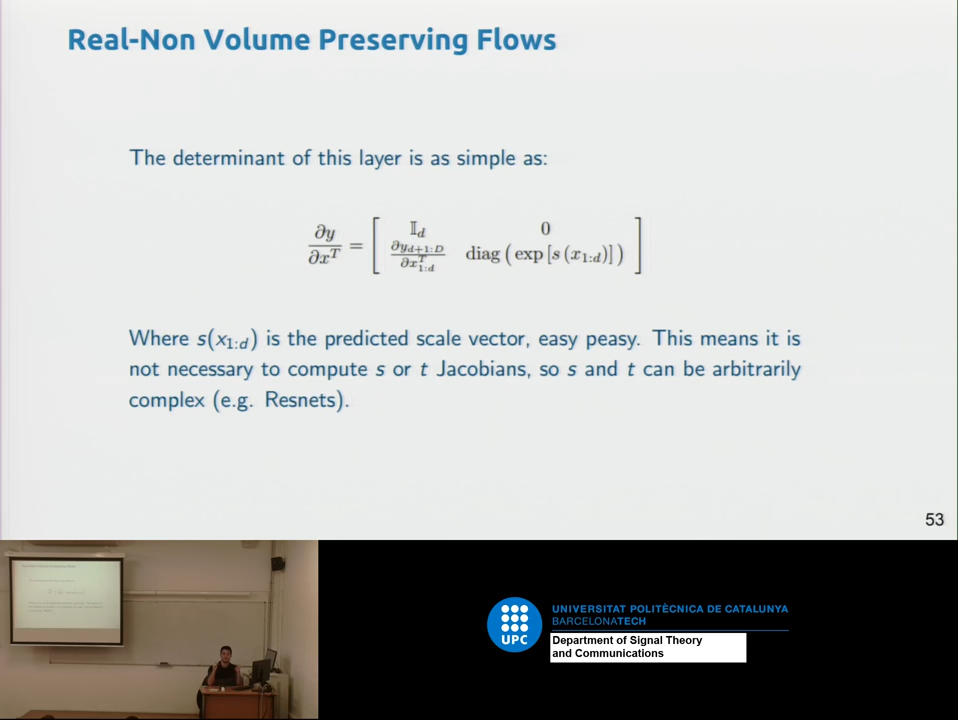 Real-Non Volume Preserving Flows
The determinant of this layer is as simple as:
∂y/∂x^T = [ 𝕀_d 0
∂y_{d+1:D}/∂x^T_{1:d} diag (exp [s (x_{1:d})]) ]
Where s(x_{1:d}) is the predicted scale vector, easy peasy. This means it is
not necessary to compute s or t Jacobians, so s and t can be arbitrarily
complex (e.g. Resnets).
53
UPC
UNIVERSITAT POLITÈCNICA DE CATALUNYA
BARCELONATECH
Department of Signal Theory
and Communications